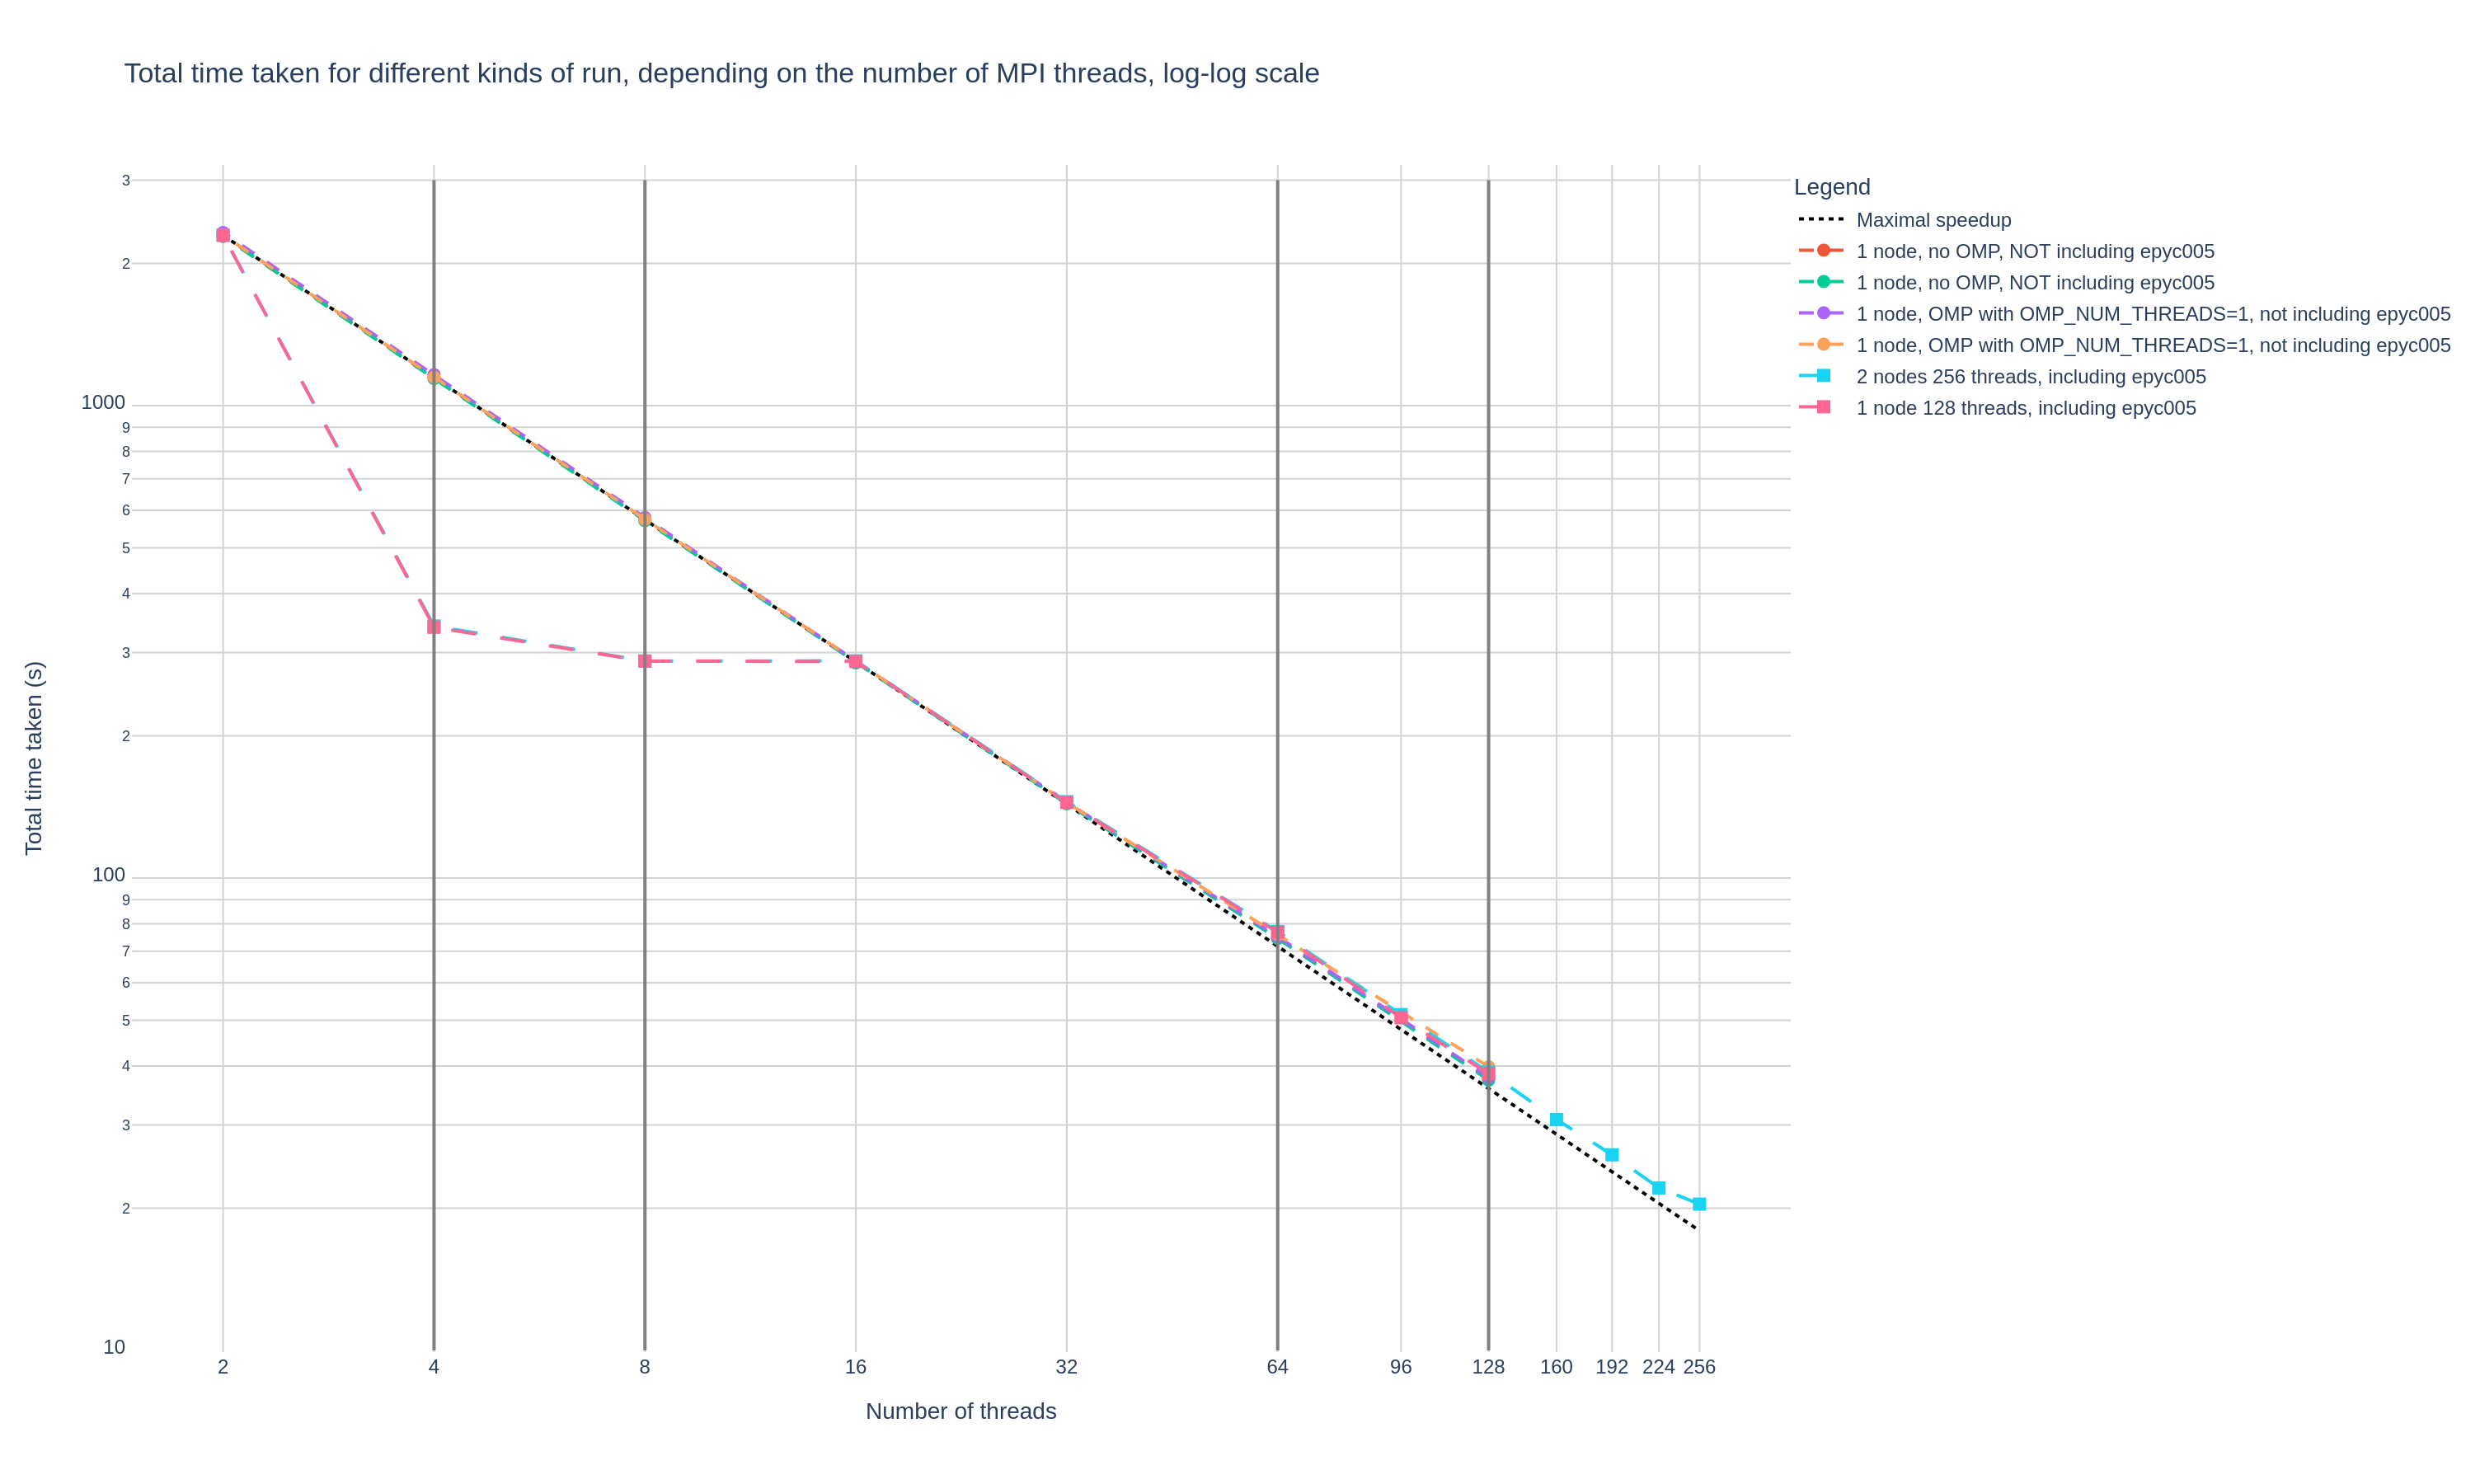 Total time taken for different kinds of run, depending on the number of MPI threads, log-log scale
Legend
Maximal speedup
1 node, no OMP, NOT including epyc005
1 node, no OMP, NOT including epyc005
1 node, OMP with OMP_NUM_THREADS=1, not including epyc005
1 node, OMP with OMP_NUM_THREADS=1, not including epyc005
2 nodes 256 threads, including epyc005
1 node 128 threads, including epyc005
Total time taken (s)
3
2
1000
9
8
7
6
5
4
3
2
100
9
8
7
6
5
4
3
2
10
2 4 8 16 32 64 96 128 160 192 224 256
Number of threads